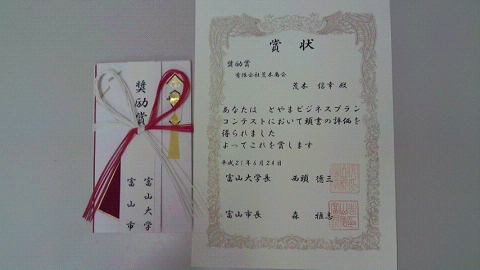 奨励賞
富山大学
富山市
賞状
奨励賞
有限会社荒木商会
荒木 信幸 殿
あなたは とやまビジネスプラン
コンテストにおいて頭書の評価を
得られました
よってこれを賞します
平成21年6月24日
富山大学長 西頭 德三
富山市長 森 雅志